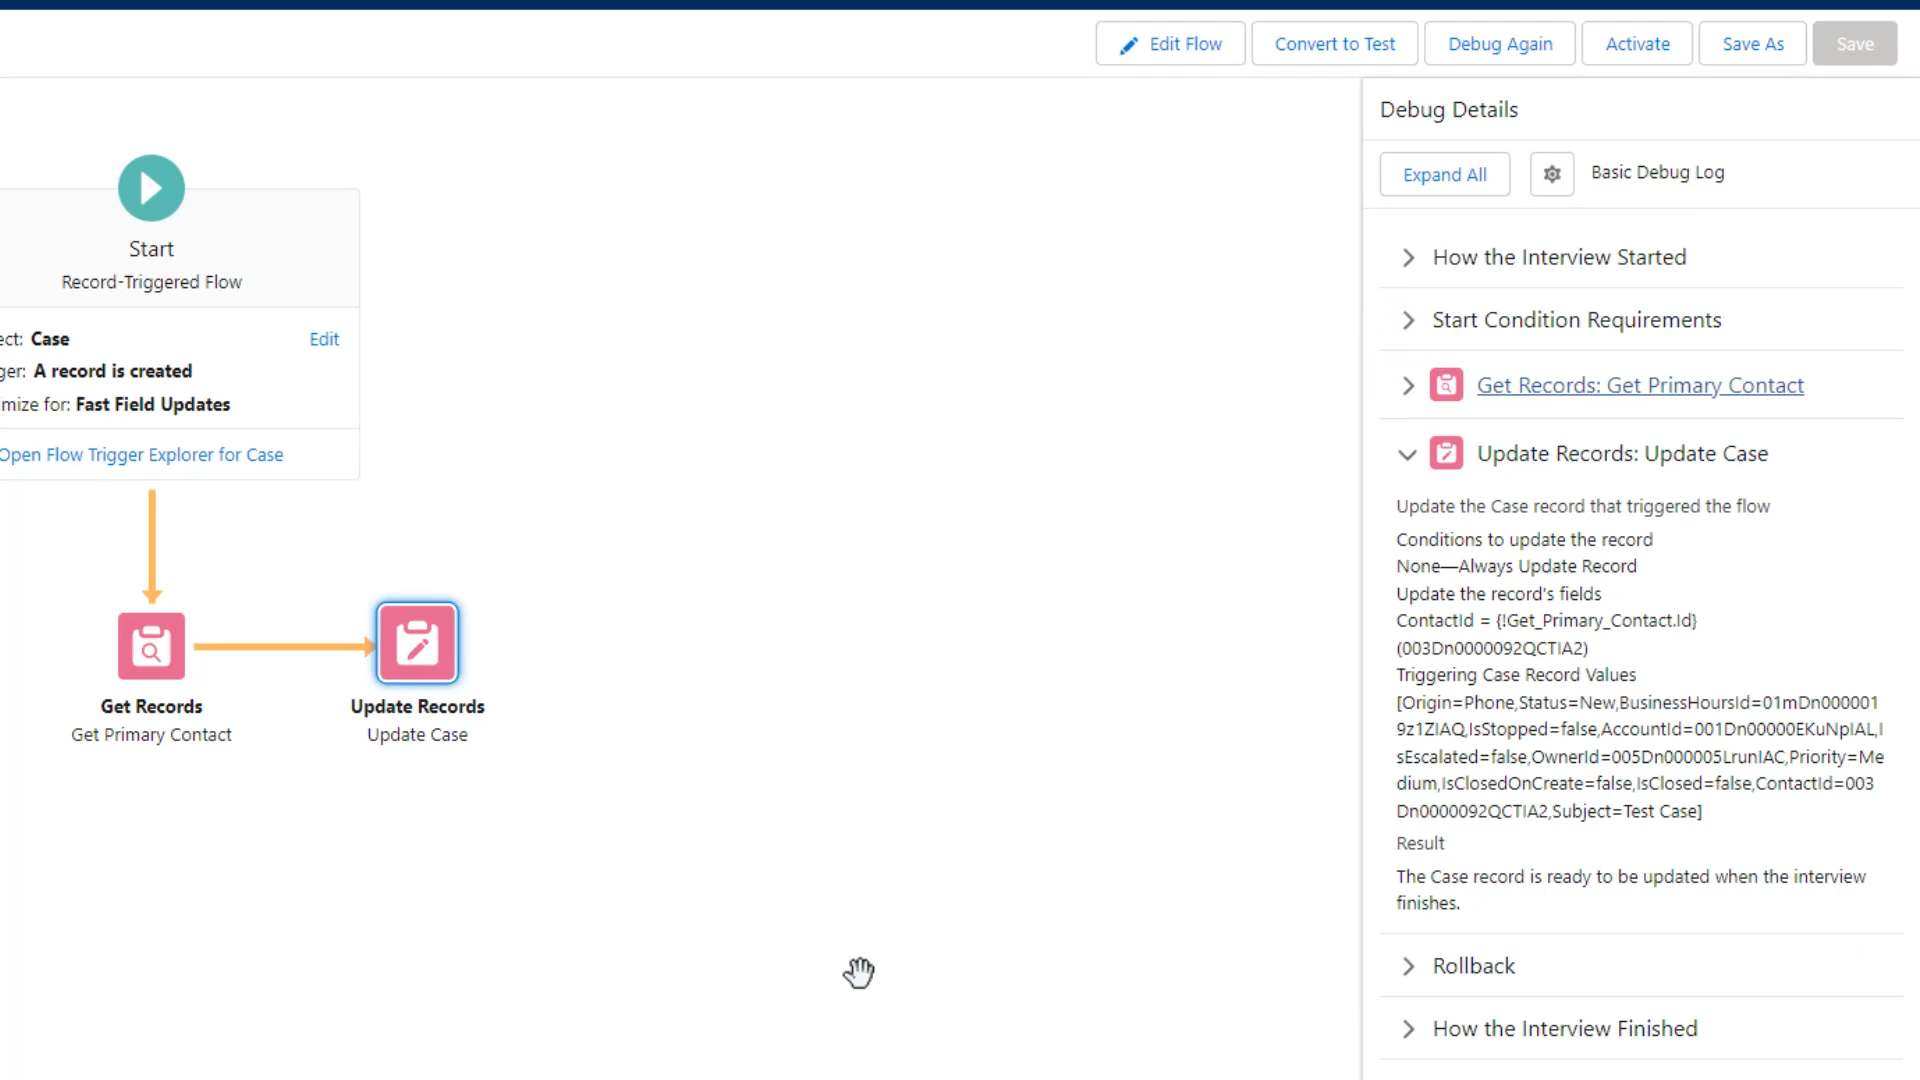 Edit Flow
Convert to Test
Debug Again
Activate
Save As
Save
Start
Record-Triggered Flow
ect: Case
Edit
ger: A record is created
mize for: Fast Field Updates
Open Flow Trigger Explorer for Case
Get Records
Get Primary Contact
Update Records
Update Case
Debug Details
Expand All
Basic Debug Log
How the Interview Started
Start Condition Requirements
Get Records: Get Primary Contact
Update Records: Update Case
Update the Case record that triggered the flow
Conditions to update the record
None—Always Update Record
Update the record's fields
ContactId = {!Get_Primary_Contact.Id}
(003Dn0000092QCTIA2)
Triggering Case Record Values
[Origin=Phone,Status=New,BusinessHoursId=01mDn000001
9z1ZIAQ,IsStopped=false,AccountId=001Dn00000EKuNpIAL,I
sEscalated=false,OwnerId=005Dn000005LrunIAC,Priority=Me
dium,IsClosedOnCreate=false,IsClosed=false,ContactId=003
Dn0000092QCTIA2,Subject=Test Case]
Result
The Case record is ready to be updated when the interview
finishes.
Rollback
How the Interview Finished